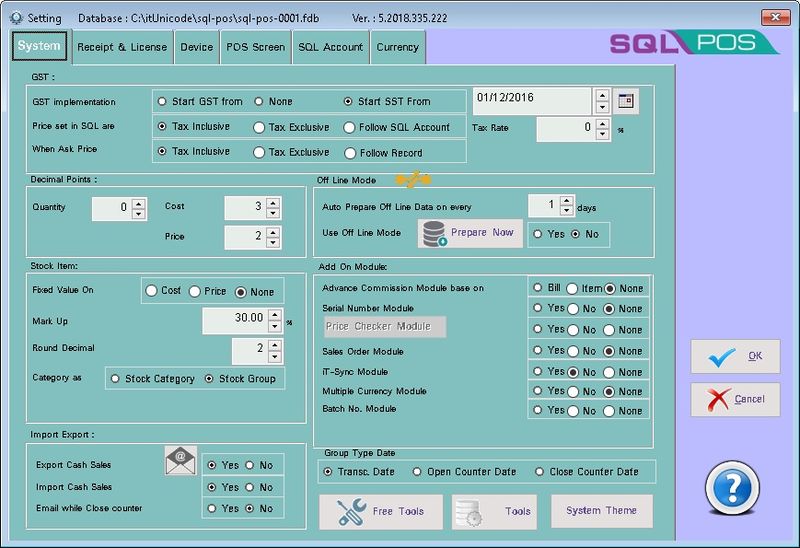 Setting Database : C:\itUnicode\sql-pos\sql-pos-0001.fdb Ver. : 5.2018.335.222
System Receipt & License Device POS Screen SQL Account Currency
SQL POS
GST :
GST implementation Start GST from None Start SST From 01/12/2016
Price set in SQL are Tax Inclusive Tax Exclusive Follow SQL Account Tax Rate 0 %
When Ask Price Tax Inclusive Tax Exclusive Follow Record
Decimal Points :
Quantity 0 Cost 3
Price 2
Off Line Mode
Auto Prepare Off Line Data on every 1 days
Use Off Line Mode Prepare Now Yes No
Stock Item:
Fixed Value On Cost Price None
Mark Up 30.00 %
Round Decimal 2
Category as Stock Category Stock Group
Add On Module:
Advance Commission Module base on Bill Item None
Serial Number Module Yes No None
Price Checker Module Yes No None
Sales Order Module Yes No None
iT-Sync Module Yes No None
Multiple Currency Module Yes No None
Batch No. Module Yes No None
OK
Cancel
Import Export :
Export Cash Sales Yes No
Import Cash Sales Yes No
Email while Close counter Yes No
Group Type Date
Transc. Date Open Counter Date Close Counter Date
Free Tools Tools System Theme